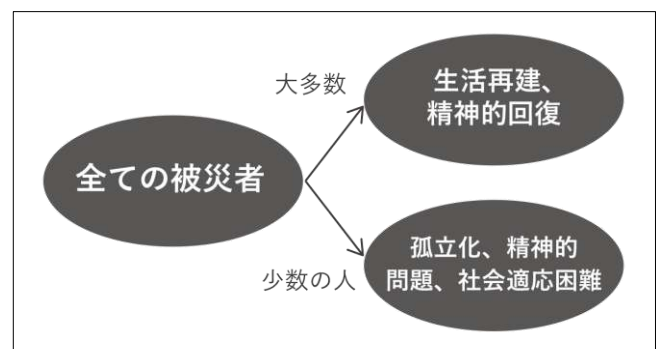 大多数
生活再建、
精神的回復
全ての被災者
少数の人
孤立化、精神的
問題、社会適応困難